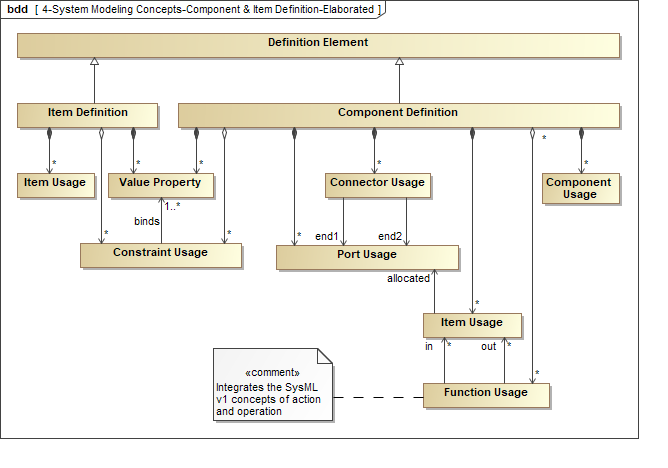 bdd [ 4-System Modeling Concepts-Component & Item Definition-Elaborated ]
Definition Element
Item Definition
Component Definition
*
* * * * *
Item Usage
Value Property
Connector Usage
Component
Usage
1..*
binds
* * *
end1
end2
Constraint Usage
Port Usage
allocated
*
Item Usage
in * out *
*
«comment»
Integrates the SysML
v1 concepts of action
and operation
Function Usage